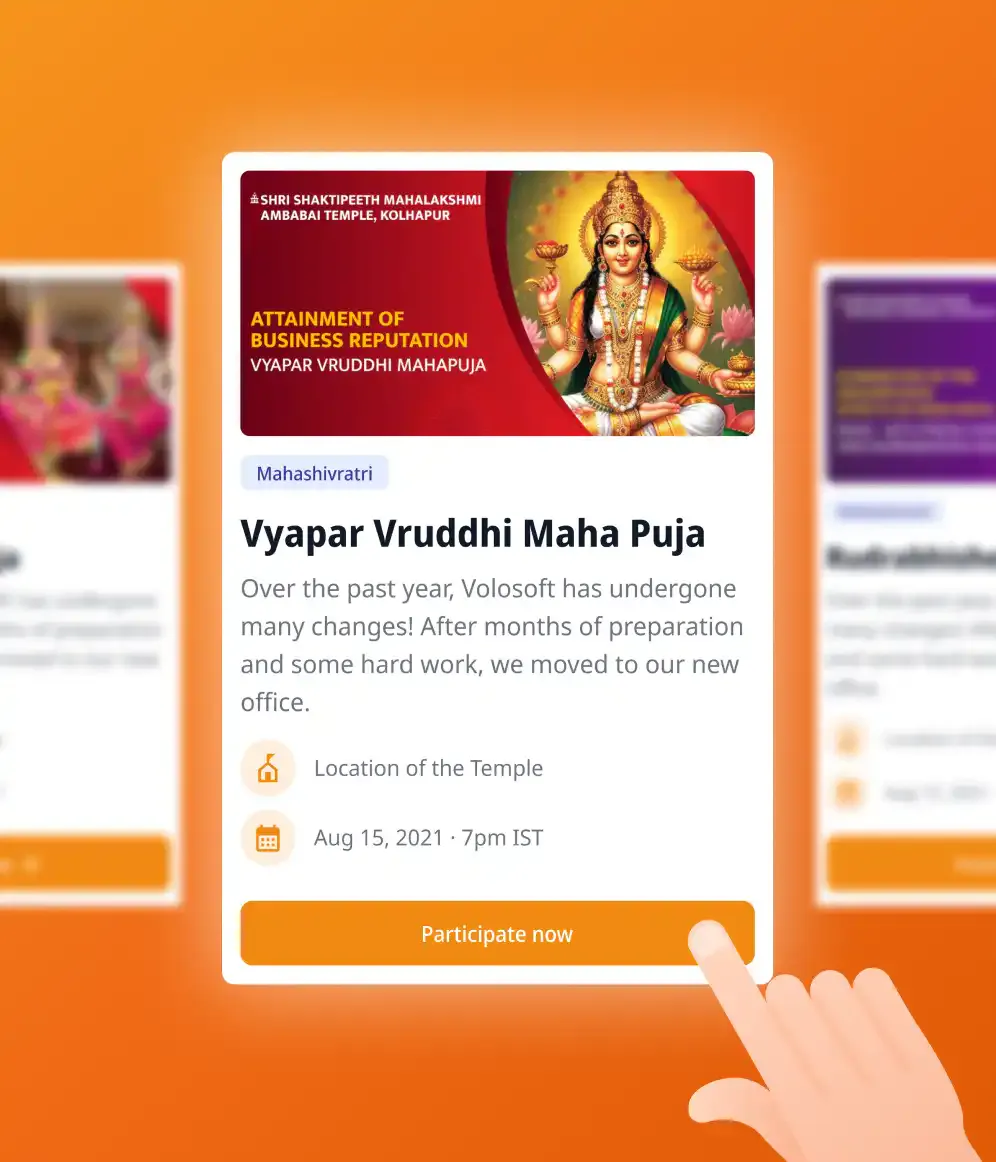 SHRI SHAKTIPEETH MAHALAKSHMI
AMBABAI TEMPLE, KOLHAPUR
ATTAINMENT OF
BUSINESS REPUTATION
VYAPAR VRUDDHI MAHAPUJA
Mahashivratri
Vyapar Vruddhi Maha Puja
Over the past year, Volosoft has undergone
many changes! After months of preparation
and some hard work, we moved to our new
office.
Location of the Temple
Aug 15, 2021 · 7pm IST
Participate now